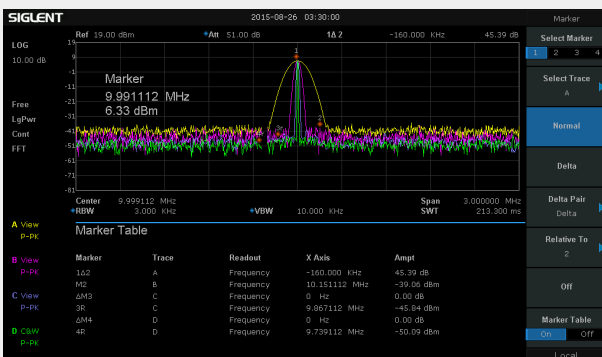 SIGLENT 2015-08-26 03:30:00 Marker
LOG Ref 19.00 dBm *Att 51.00 dB 1Δ 2 -160.000 KHz 45.39 dB
10.00 dB
19
9
-1
-11
-21
-31
-41
-51
-61
-71
-81
1
2
Marker
9.991112 MHz
6.33 dBm
Free
LgPwr
Cont
FFT
Center 9.999112 MHz Span 3.000000 MHz
*RBW 3.000 KHz *VBW 10.000 KHz SWT 213.300 ms
A View
P-PK
B View
P-PK
C View
P-PK
D C&W
P-PK
Marker Table
Marker Trace Readout X Axis Ampt
1Δ2 A Frequency -160.000 KHz 45.39 dB
M2 B Frequency 10.151112 MHz -39.06 dBm
ΔM3 C Frequency 0 Hz 0.00 dB
3R C Frequency 9.867112 MHz -45.84 dBm
ΔM4 D Frequency 0 Hz 0.00 dB
4R D Frequency 9.739112 MHz -50.09 dBm
Select Marker
1 2 3 4
Select Trace
A
Normal
Delta
Delta Pair
Delta
Relative To
2
Off
Marker Table
On Off
Local